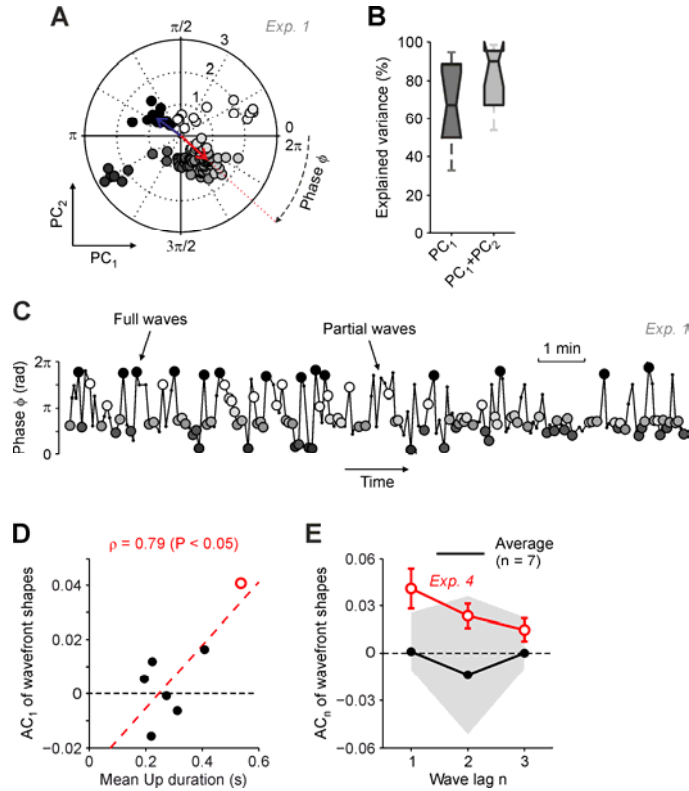 A
π/2
Exp. 1
3
2
1
0
π
2π
Phase ϕ
3π/2
PC2
PC1
B
Explained variance (%)
100
80
60
40
20
0
PC1
PC1+PC2
C
Full waves
Partial waves
Exp. 1
1 min
Phase ϕ (rad)
2π
π
0
Time
D
ρ = 0.79 (P < 0.05)
AC1 of wavefront shapes
0.04
0.02
0
−0.02
0
0.2
0.4
0.6
Mean Up duration (s)
E
Average
(n = 7)
Exp. 4
ACn of wavefront shapes
0.06
0.03
0
−0.03
−0.06
1
2
3
Wave lag n